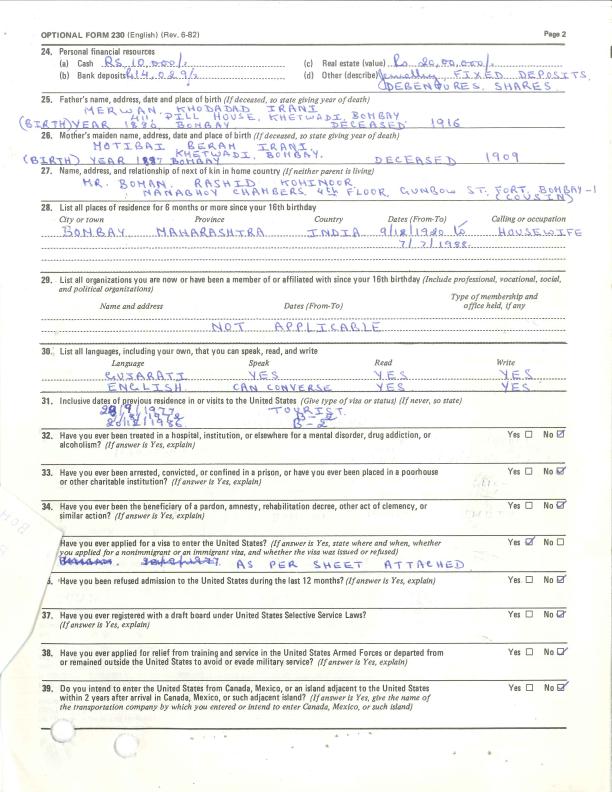 OPTIONAL FORM 230 (English) (Rev. 6-82) Page 2
24. Personal financial resources
(a) Cash RS. 10,000/. (c) Real estate (value) Rs. 20,00,000/.
(b) Bank deposits 14,029/. (d) Other (describe) Jewellery FIXED DEPOSITS,
DEBENTURES. SHARES
25. Father's name, address, date and place of birth (If deceased, so state giving year of death)
MERWAN KHODADAD IRANI
411, DILL HOUSE, KHETWADI, BOMBAY
(BIRTH) YEAR 1880, BOMBAY DECEASED 1916
26. Mother's maiden name, address, date and place of birth (If deceased, so state giving year of death)
MOTIBAI BERAM IRANI
KHETWADI, BOMBAY.
(BIRTH) YEAR 1887 BOMBAY DECEASED 1909
27. Name, address, and relationship of next of kin in home country (If neither parent is living)
MR. BOMAN RASHID KOHINOOR
NANABHOY CHAMBERS, 4th FLOOR, GUNBOW ST. FORT, BOMBAY-1
(COUSIN)
28. List all places of residence for 6 months or more since your 16th birthday
City or town Province Country Dates (From-To) Calling or occupation
BOMBAY MAHARASHTRA INDIA 9/12/1920 to HOUSEWIFE
7/7/1988.
29. List all organizations you are now or have been a member of or affiliated with since your 16th birthday (Include professional, vocational, social,
and political organizations)
Name and address Dates (From-To) Type of membership and
office held, if any
NOT APPLICABLE
30. List all languages, including your own, that you can speak, read, and write
Language Speak Read Write
GUJARATI YES YES YES
ENGLISH CAN CONVERSE YES YES
31. Inclusive dates of previous residence in or visits to the United States (Give type of visa or status) (If never, so state)
28/9/1977 TOURIST
B-2
20/12/1986 B-2
32. Have you ever been treated in a hospital, institution, or elsewhere for a mental disorder, drug addiction, or Yes ☐ No ☑
alcoholism? (If answer is Yes, explain)
33. Have you ever been arrested, convicted, or confined in a prison, or have you ever been placed in a poorhouse Yes ☐ No ☑
or other charitable institution? (If answer is Yes, explain)
34. Have you ever been the beneficiary of a pardon, amnesty, rehabilitation decree, other act of clemency, or Yes ☐ No ☑
similar action? (If answer is Yes, explain)
Have you ever applied for a visa to enter the United States? (If answer is Yes, state where and when, whether Yes ☑ No ☐
you applied for a nonimmigrant or an immigrant visa, and whether the visa was issued or refused)
AS PER SHEET ATTACHED
6. Have you been refused admission to the United States during the last 12 months? (If answer is Yes, explain) Yes ☐ No ☑
37. Have you ever registered with a draft board under United States Selective Service Laws? Yes ☐ No ☑
(If answer is Yes, explain)
38. Have you ever applied for relief from training and service in the United States Armed Forces or departed from Yes ☐ No ☑
or remained outside the United States to avoid or evade military service? (If answer is Yes, explain)
39. Do you intend to enter the United States from Canada, Mexico, or an island adjacent to the United States Yes ☐ No ☑
within 2 years after arrival in Canada, Mexico, or such adjacent island? (If answer is Yes, give the name of
the transportation company by which you entered or intend to enter Canada, Mexico, or such island)